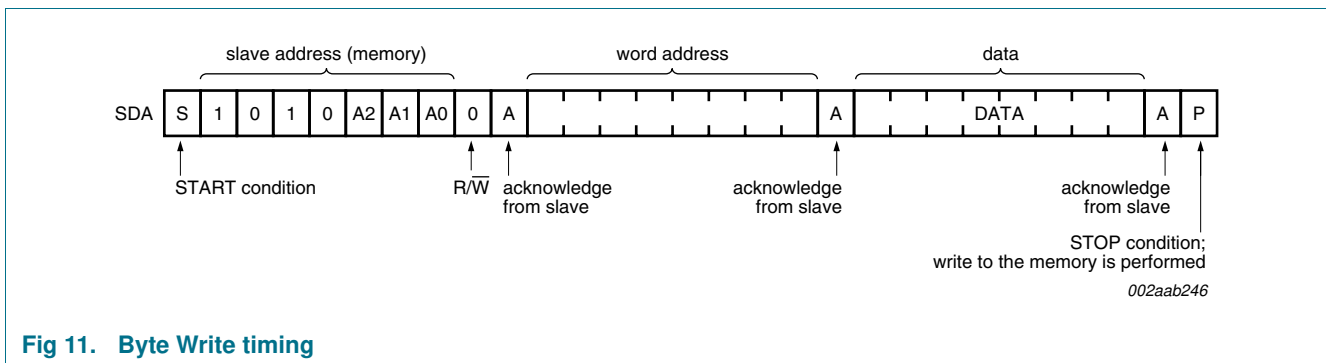 slave address (memory) word address data
SDA S 1 0 1 0 A2 A1 A0 0 A A DATA A P
START condition R/W̅ acknowledge from slave acknowledge from slave acknowledge from slave
STOP condition;
write to the memory is performed
002aab246
Fig 11. Byte Write timing